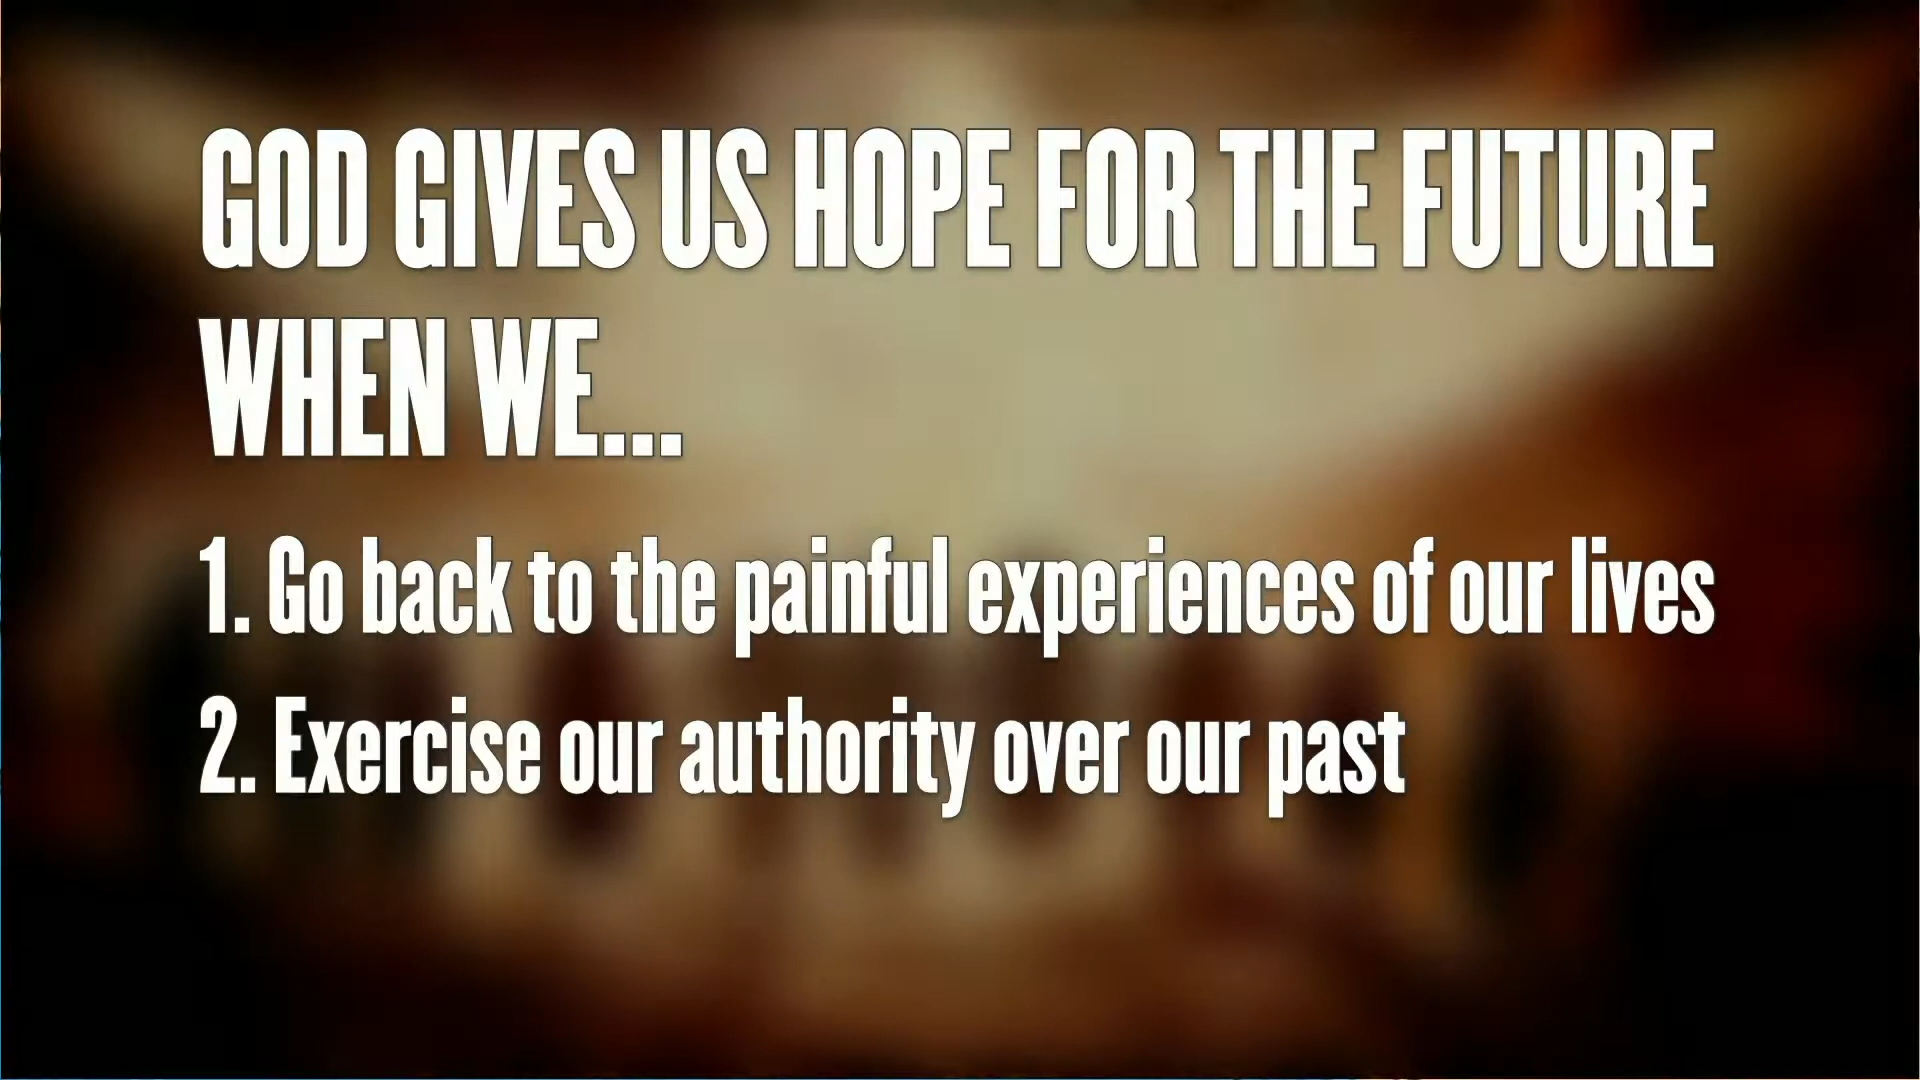 GOD GIVES US HOPE FOR THE FUTURE
WHEN WE...
1. Go back to the painful experiences of our lives
2. Exercise our authority over our past